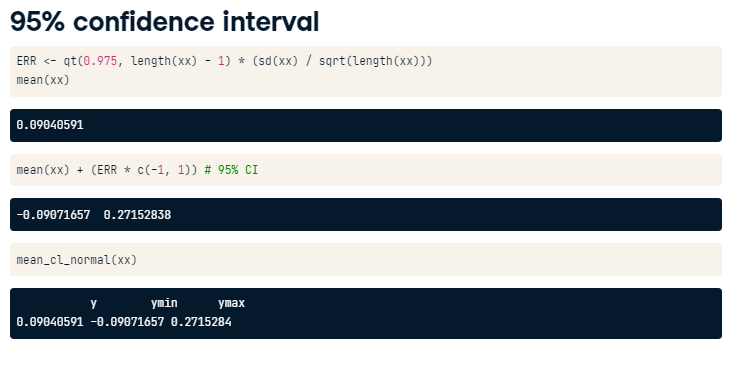 95% confidence interval
ERR <- qt(0.975, length(xx) - 1) * (sd(xx) / sqrt(length(xx)))
mean(xx)
0.09040591
mean(xx) + (ERR * c(-1, 1)) # 95% CI
-0.09071657  0.27152838
mean_cl_normal(xx)
y        ymin      ymax
0.09040591 -0.09071657 0.2715284